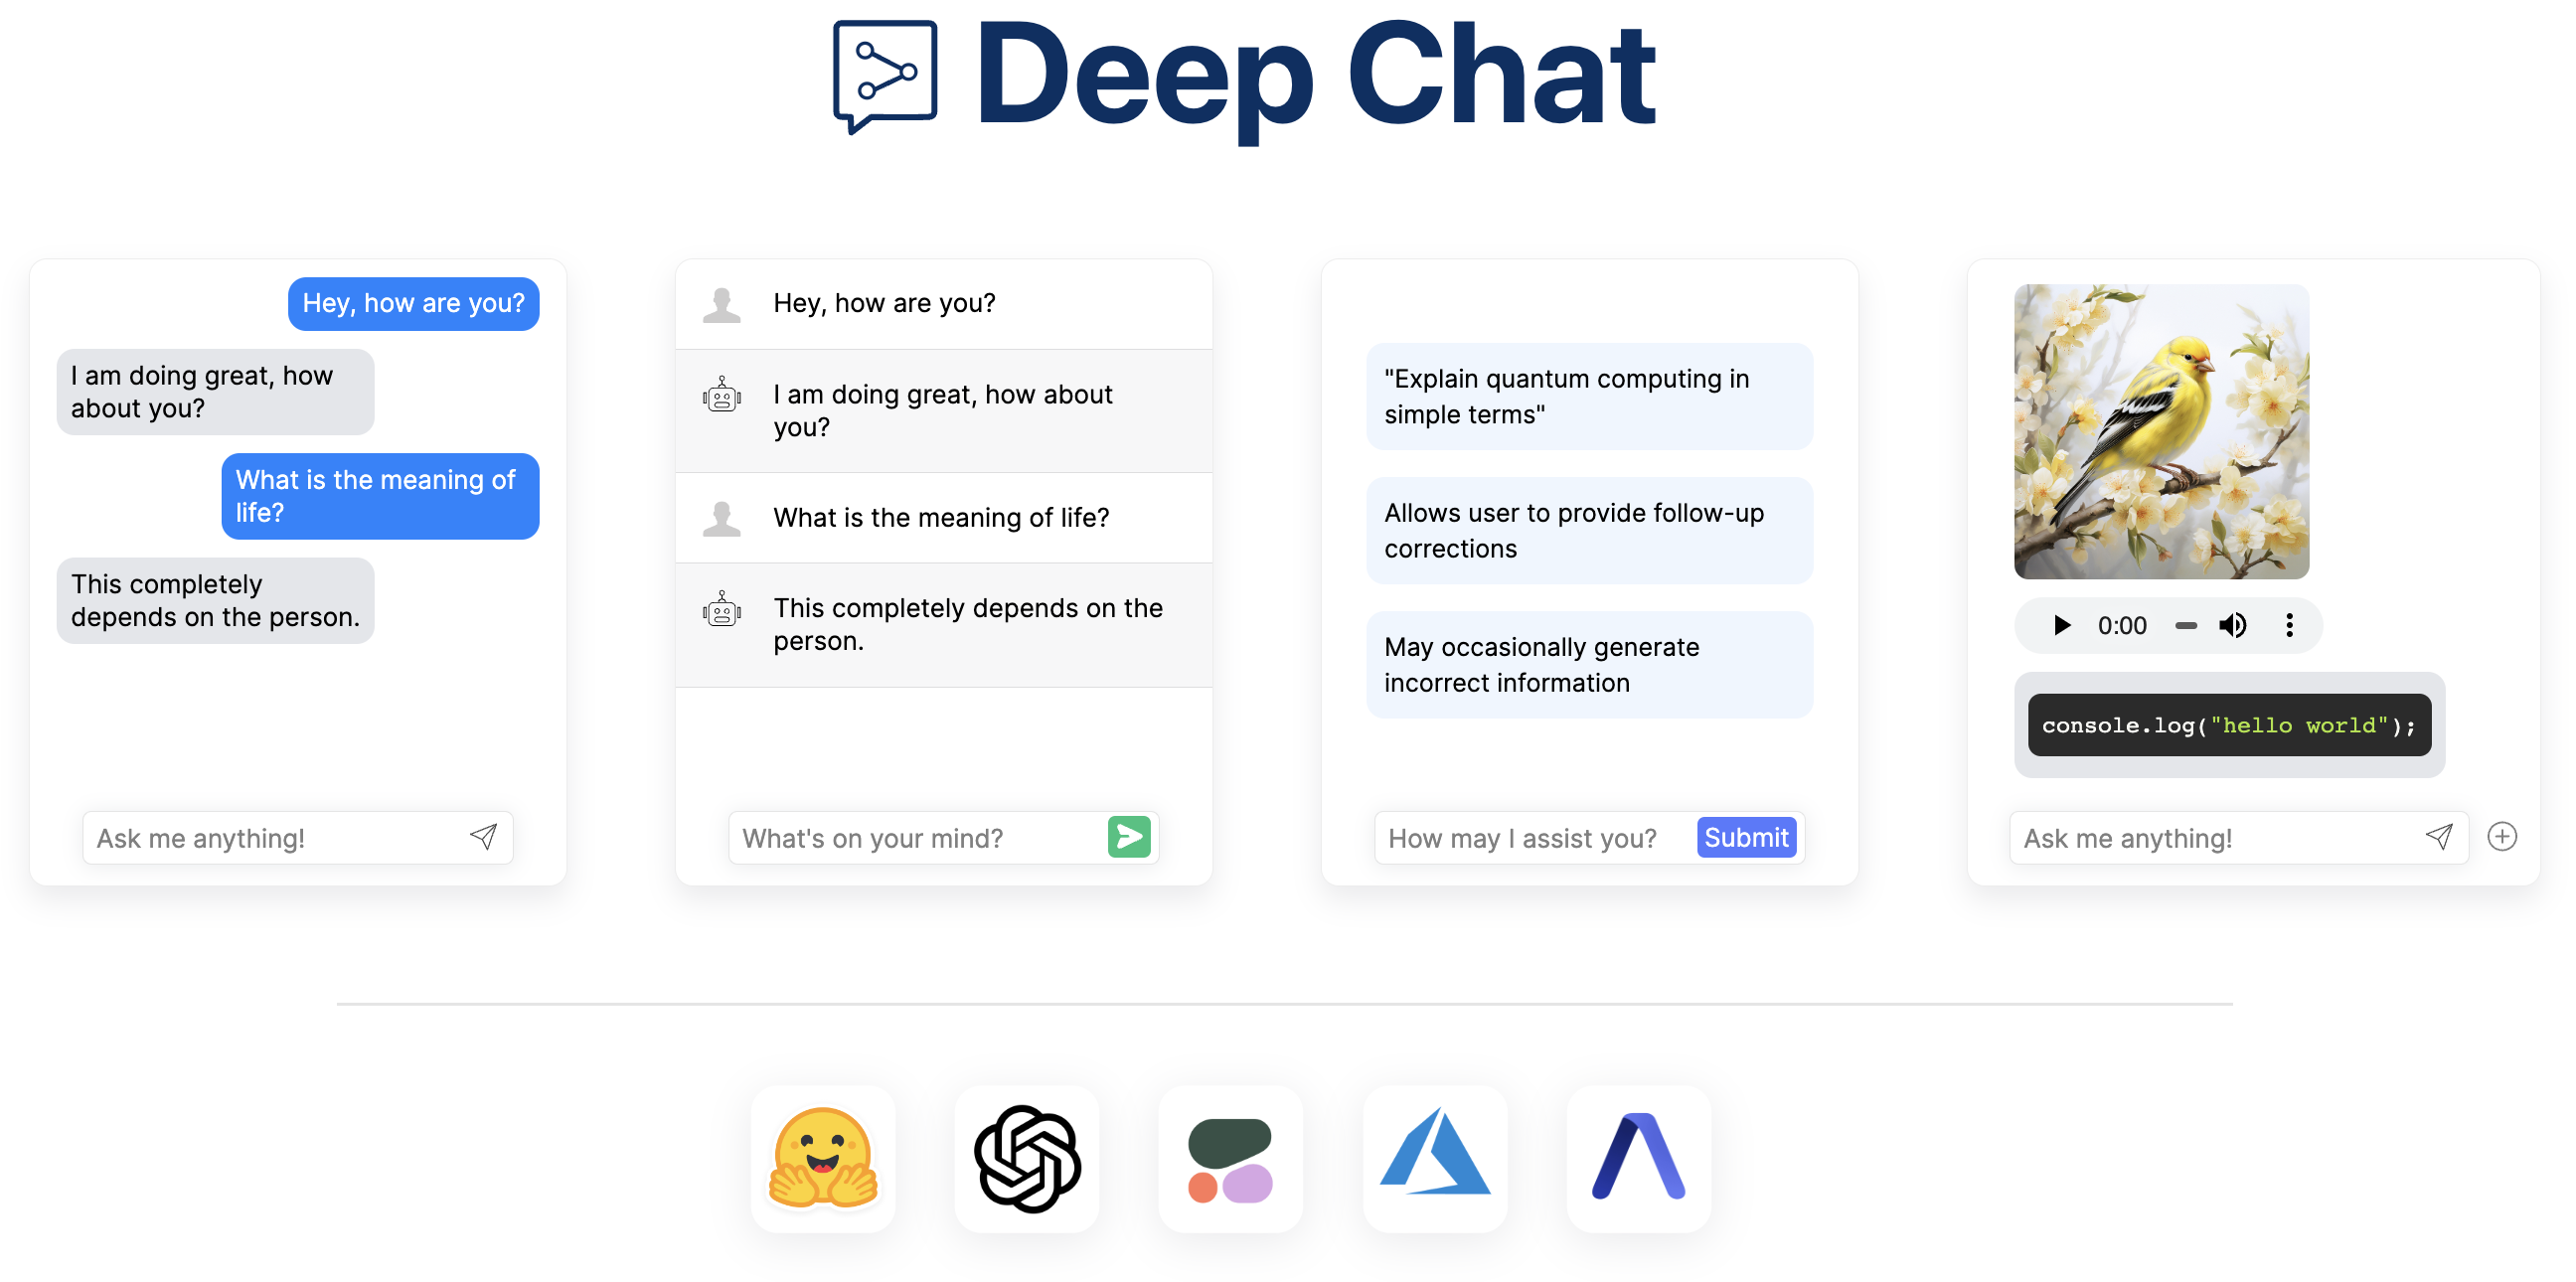 Deep Chat
Hey, how are you?
I am doing great, how
about you?
What is the meaning of
life?
This completely
depends on the person.
Ask me anything!
Hey, how are you?
I am doing great, how about
you?
What is the meaning of life?
This completely depends on the
person.
What's on your mind?
"Explain quantum computing in
simple terms"
Allows user to provide follow-up
corrections
May occasionally generate
incorrect information
How may I assist you?
Submit
0:00
console.log("hello world");
Ask me anything!